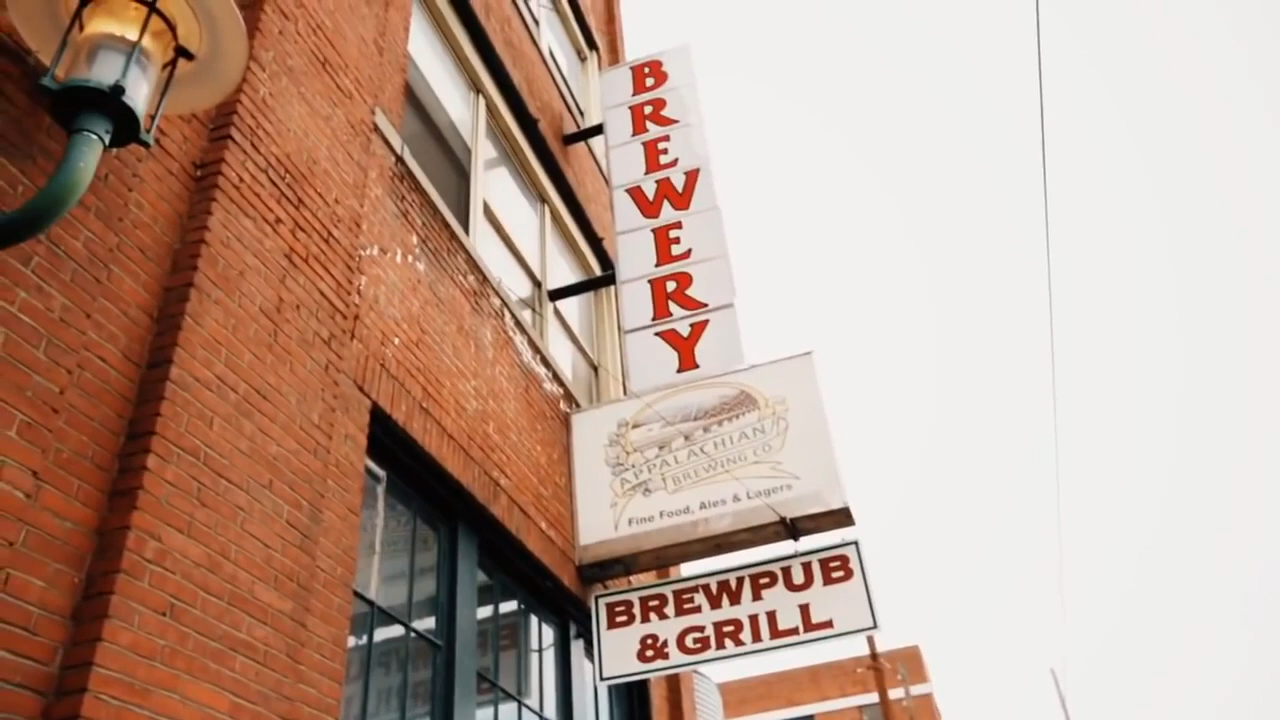 BREWERY
APPALACHIAN
BREWING CO
Fine Food, Ales & Lagers
BREWPUB
& GRILL